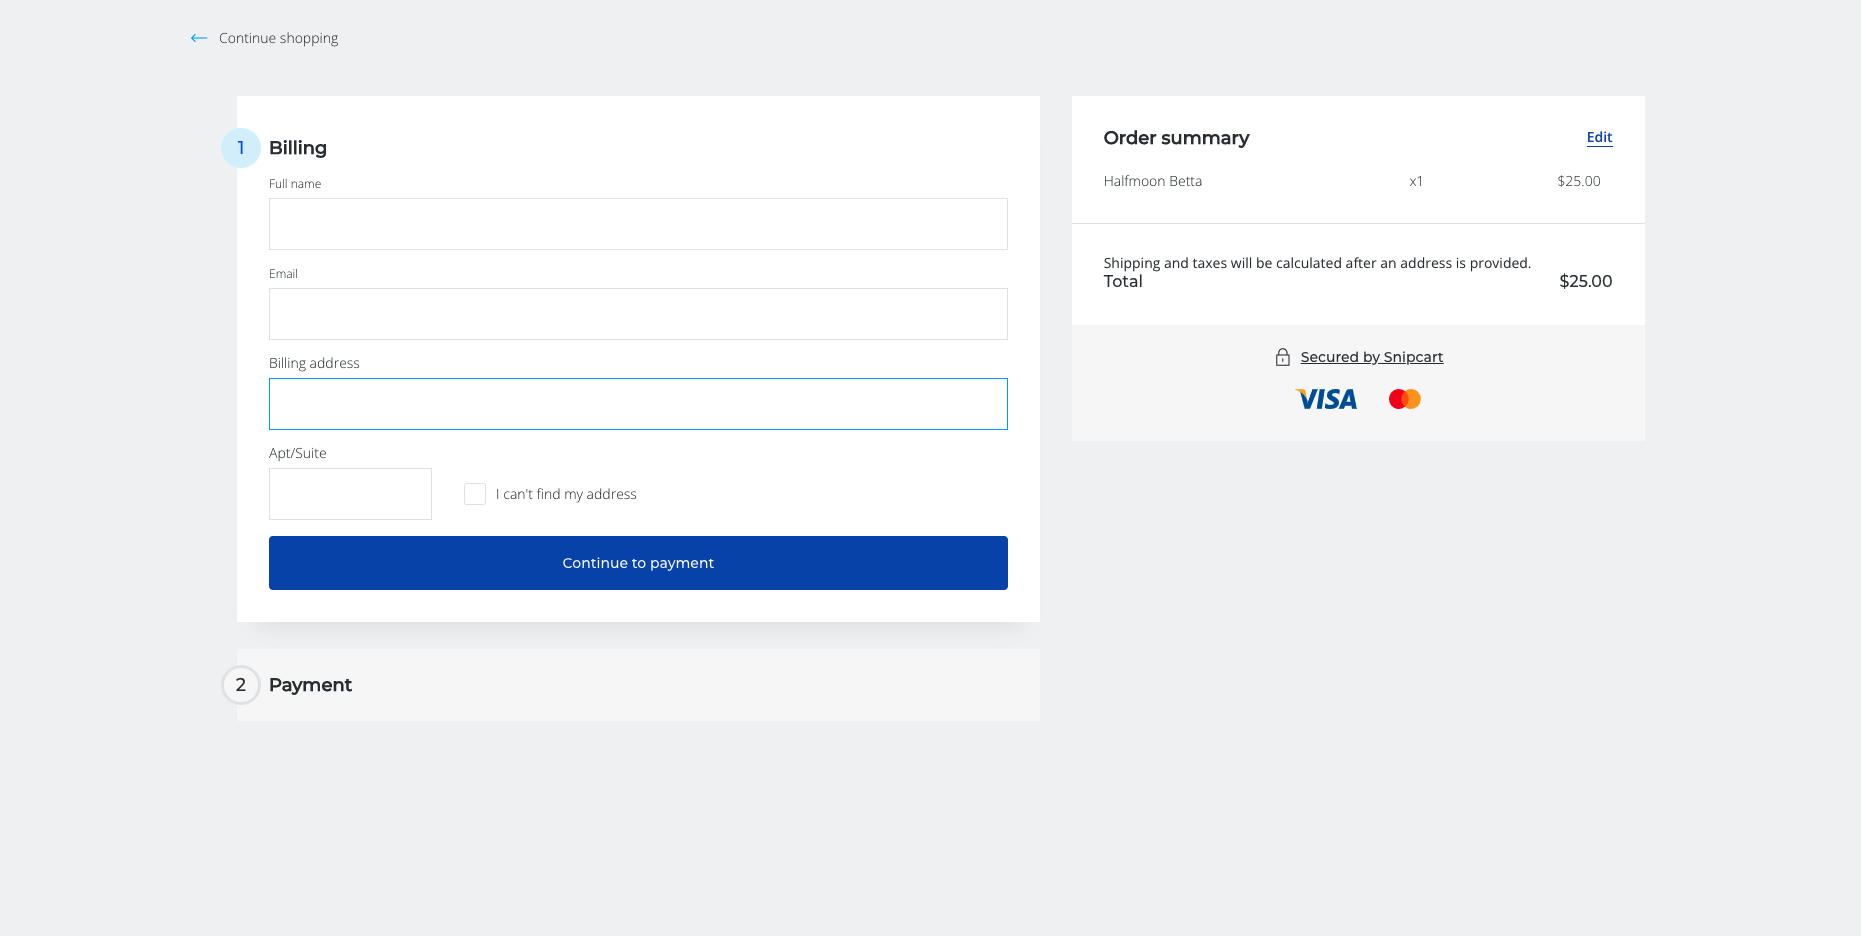 Continue shopping
1 Billing
Full name
Email
Billing address
Apt/Suite
I can't find my address
Continue to payment
2 Payment
Order summary Edit
Halfmoon Betta x1 $25.00
Shipping and taxes will be calculated after an address is provided.
Total $25.00
Secured by Snipcart
VISA